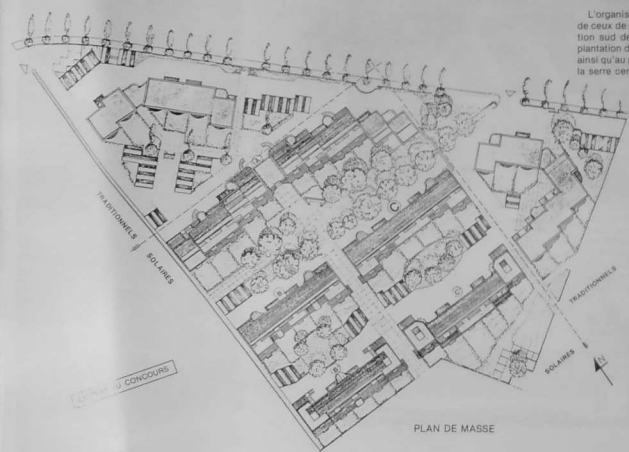 L'organis
de ceux de
tion sud de
plantation d
ainsi qu'au
la serre cen
TRADITIONNELS
SOLAIRES
TRADITIONNELS
SOLAIRES
N
U CONCOURS
PLAN DE MASSE